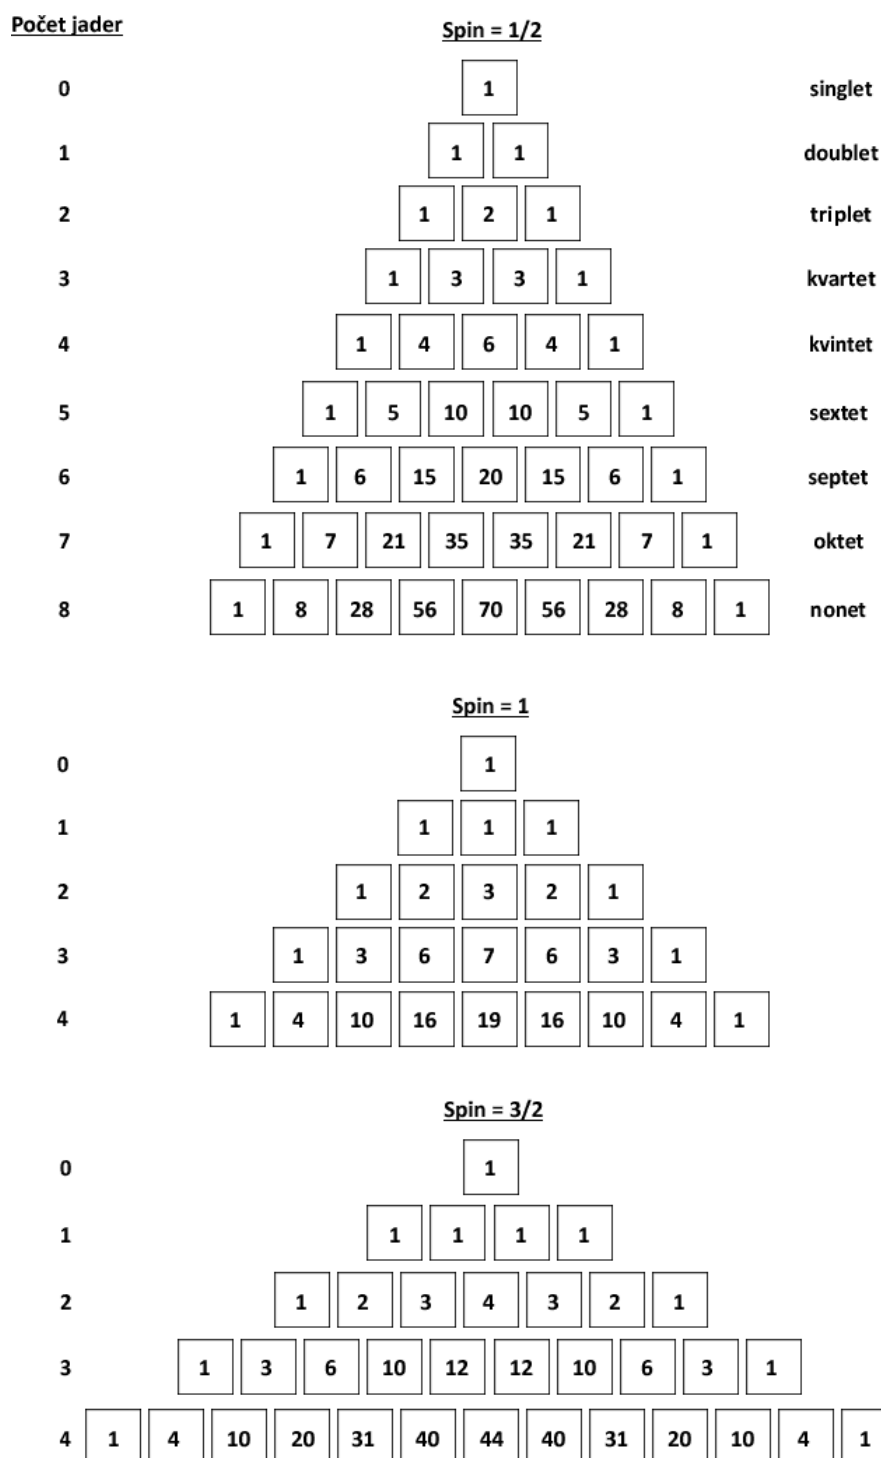 Počet jader Spin = 1/2
0 1 singlet
1 1 1 doublet
2 1 2 1 triplet
3 1 3 3 1 kvartet
4 1 4 6 4 1 kvintet
5 1 5 10 10 5 1 sextet
6 1 6 15 20 15 6 1 septet
7 1 7 21 35 35 21 7 1 oktet
8 1 8 28 56 70 56 28 8 1 nonet
Spin = 1
0 1
1 1 1 1
2 1 2 3 2 1
3 1 3 6 7 6 3 1
4 1 4 10 16 19 16 10 4 1
Spin = 3/2
0 1
1 1 1 1 1
2 1 2 3 4 3 2 1
3 1 3 6 10 12 12 10 6 3 1
4 1 4 10 20 31 40 44 40 31 20 10 4 1